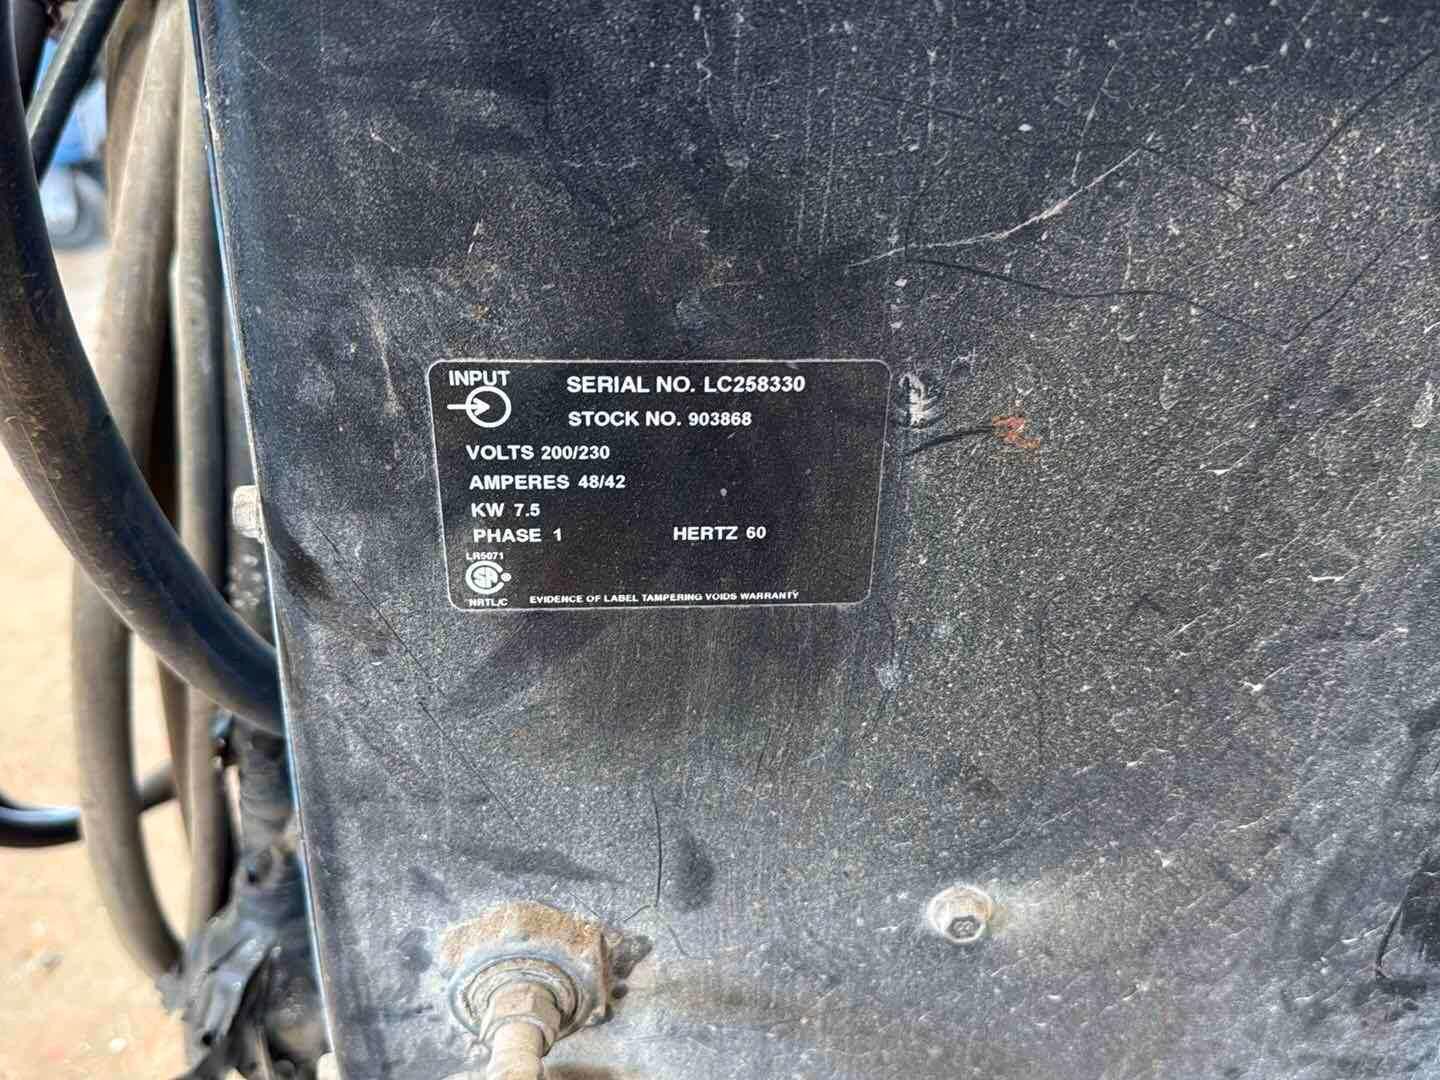 INPUT
SERIAL NO. LC258330
STOCK NO. 903868
VOLTS 200/230
AMPERES 48/42
KW 7.5
PHASE 1 HERTZ 60
LR5071
SA
NRTL/C
EVIDENCE OF LABEL TAMPERING VOIDS WARRANTY